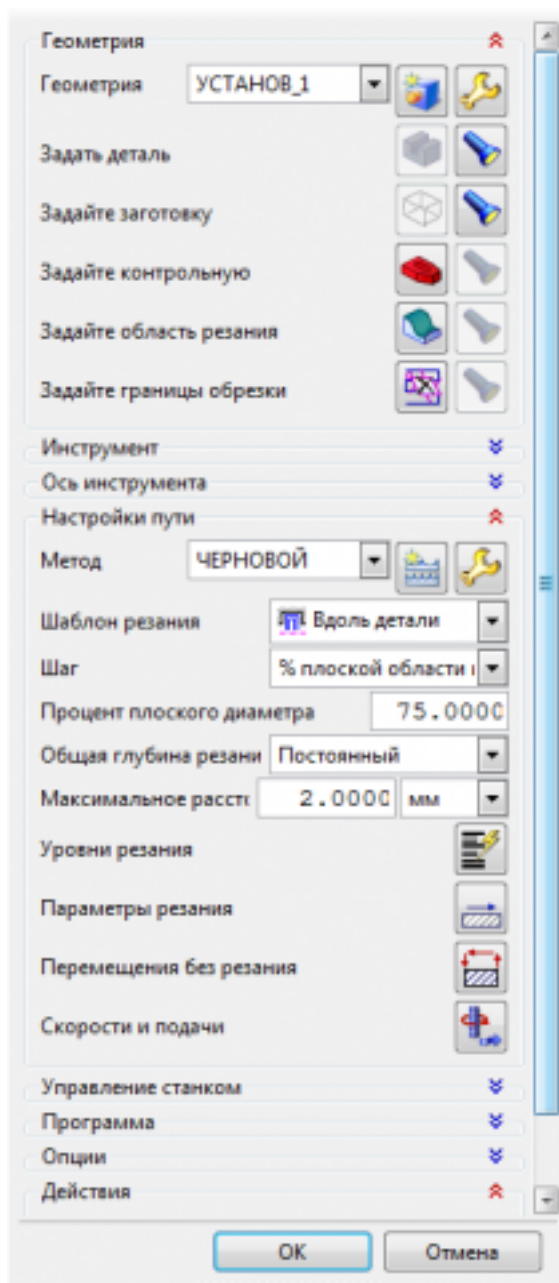 Геометрия
Геометрия УСТАНОВ_1
Задать деталь
Задайте заготовку
Задайте контрольную
Задайте область резания
Задайте границы обрезки
Инструмент
Ось инструмента
Настройки пути
Метод ЧЕРНОВОЙ
Шаблон резания Вдоль детали
Шаг % плоской области
Процент плоского диаметра 75.0000
Общая глубина резани Постоянный
Максимальное расст 2.0000 мм
Уровни резания
Параметры резания
Перемещения без резания
Скорости и подачи
Управление станком
Программа
Опции
Действия
OK Отмена